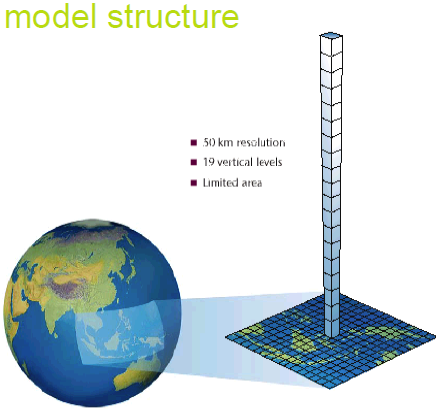 model structure
50 km resolution
19 vertical levels
Limited area